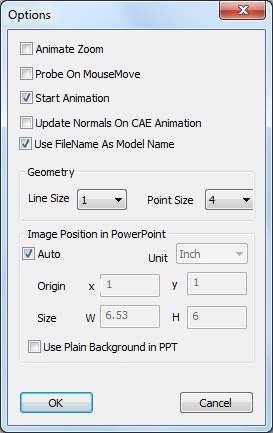 Options
Animate Zoom
Probe On MouseMove
Start Animation
Update Normals On CAE Animation
Use FileName As Model Name
Geometry
Line Size 1 Point Size 4
Image Position in PowerPoint
Auto Unit Inch
Origin x 1 y 1
Size W 6.53 H 6
Use Plain Background in PPT
OK Cancel